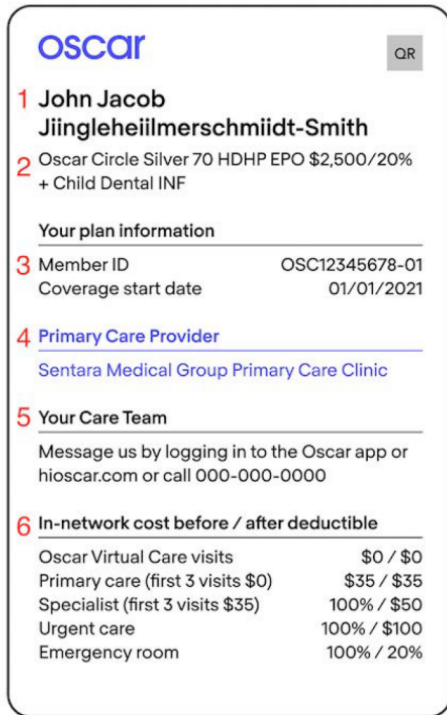 oscar
QR
1 John Jacob
Jiingleheiilmerschmiidt-Smith
2 Oscar Circle Silver 70 HDHP EPO $2,500/20%
+ Child Dental INF
Your plan information
3 Member ID OSC12345678-01
Coverage start date 01/01/2021
4 Primary Care Provider
Sentara Medical Group Primary Care Clinic
5 Your Care Team
Message us by logging in to the Oscar app or
hioscar.com or call 000-000-0000
6 In-network cost before / after deductible
Oscar Virtual Care visits $0 / $0
Primary care (first 3 visits $0) $35 / $35
Specialist (first 3 visits $35) 100% / $50
Urgent care 100% / $100
Emergency room 100% / 20%